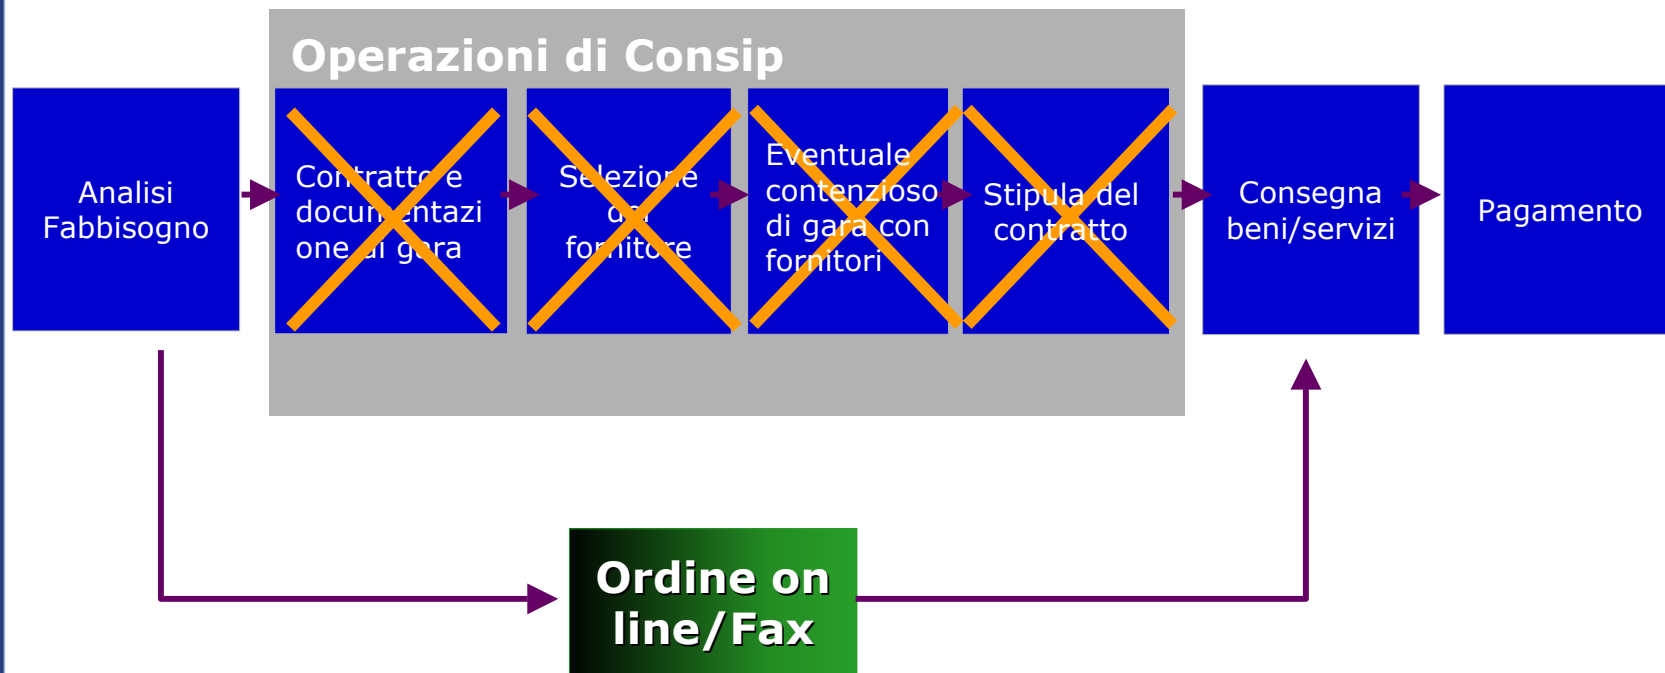 Operazioni di Consip
Analisi
Fabbisogno
Contratto e
documentazi
one di gara
Selezione
del
fornitore
Eventuale
contenzioso
di gara con
fornitori
Stipula del
contratto
Consegna
beni/servizi
Pagamento
Ordine on
line/Fax